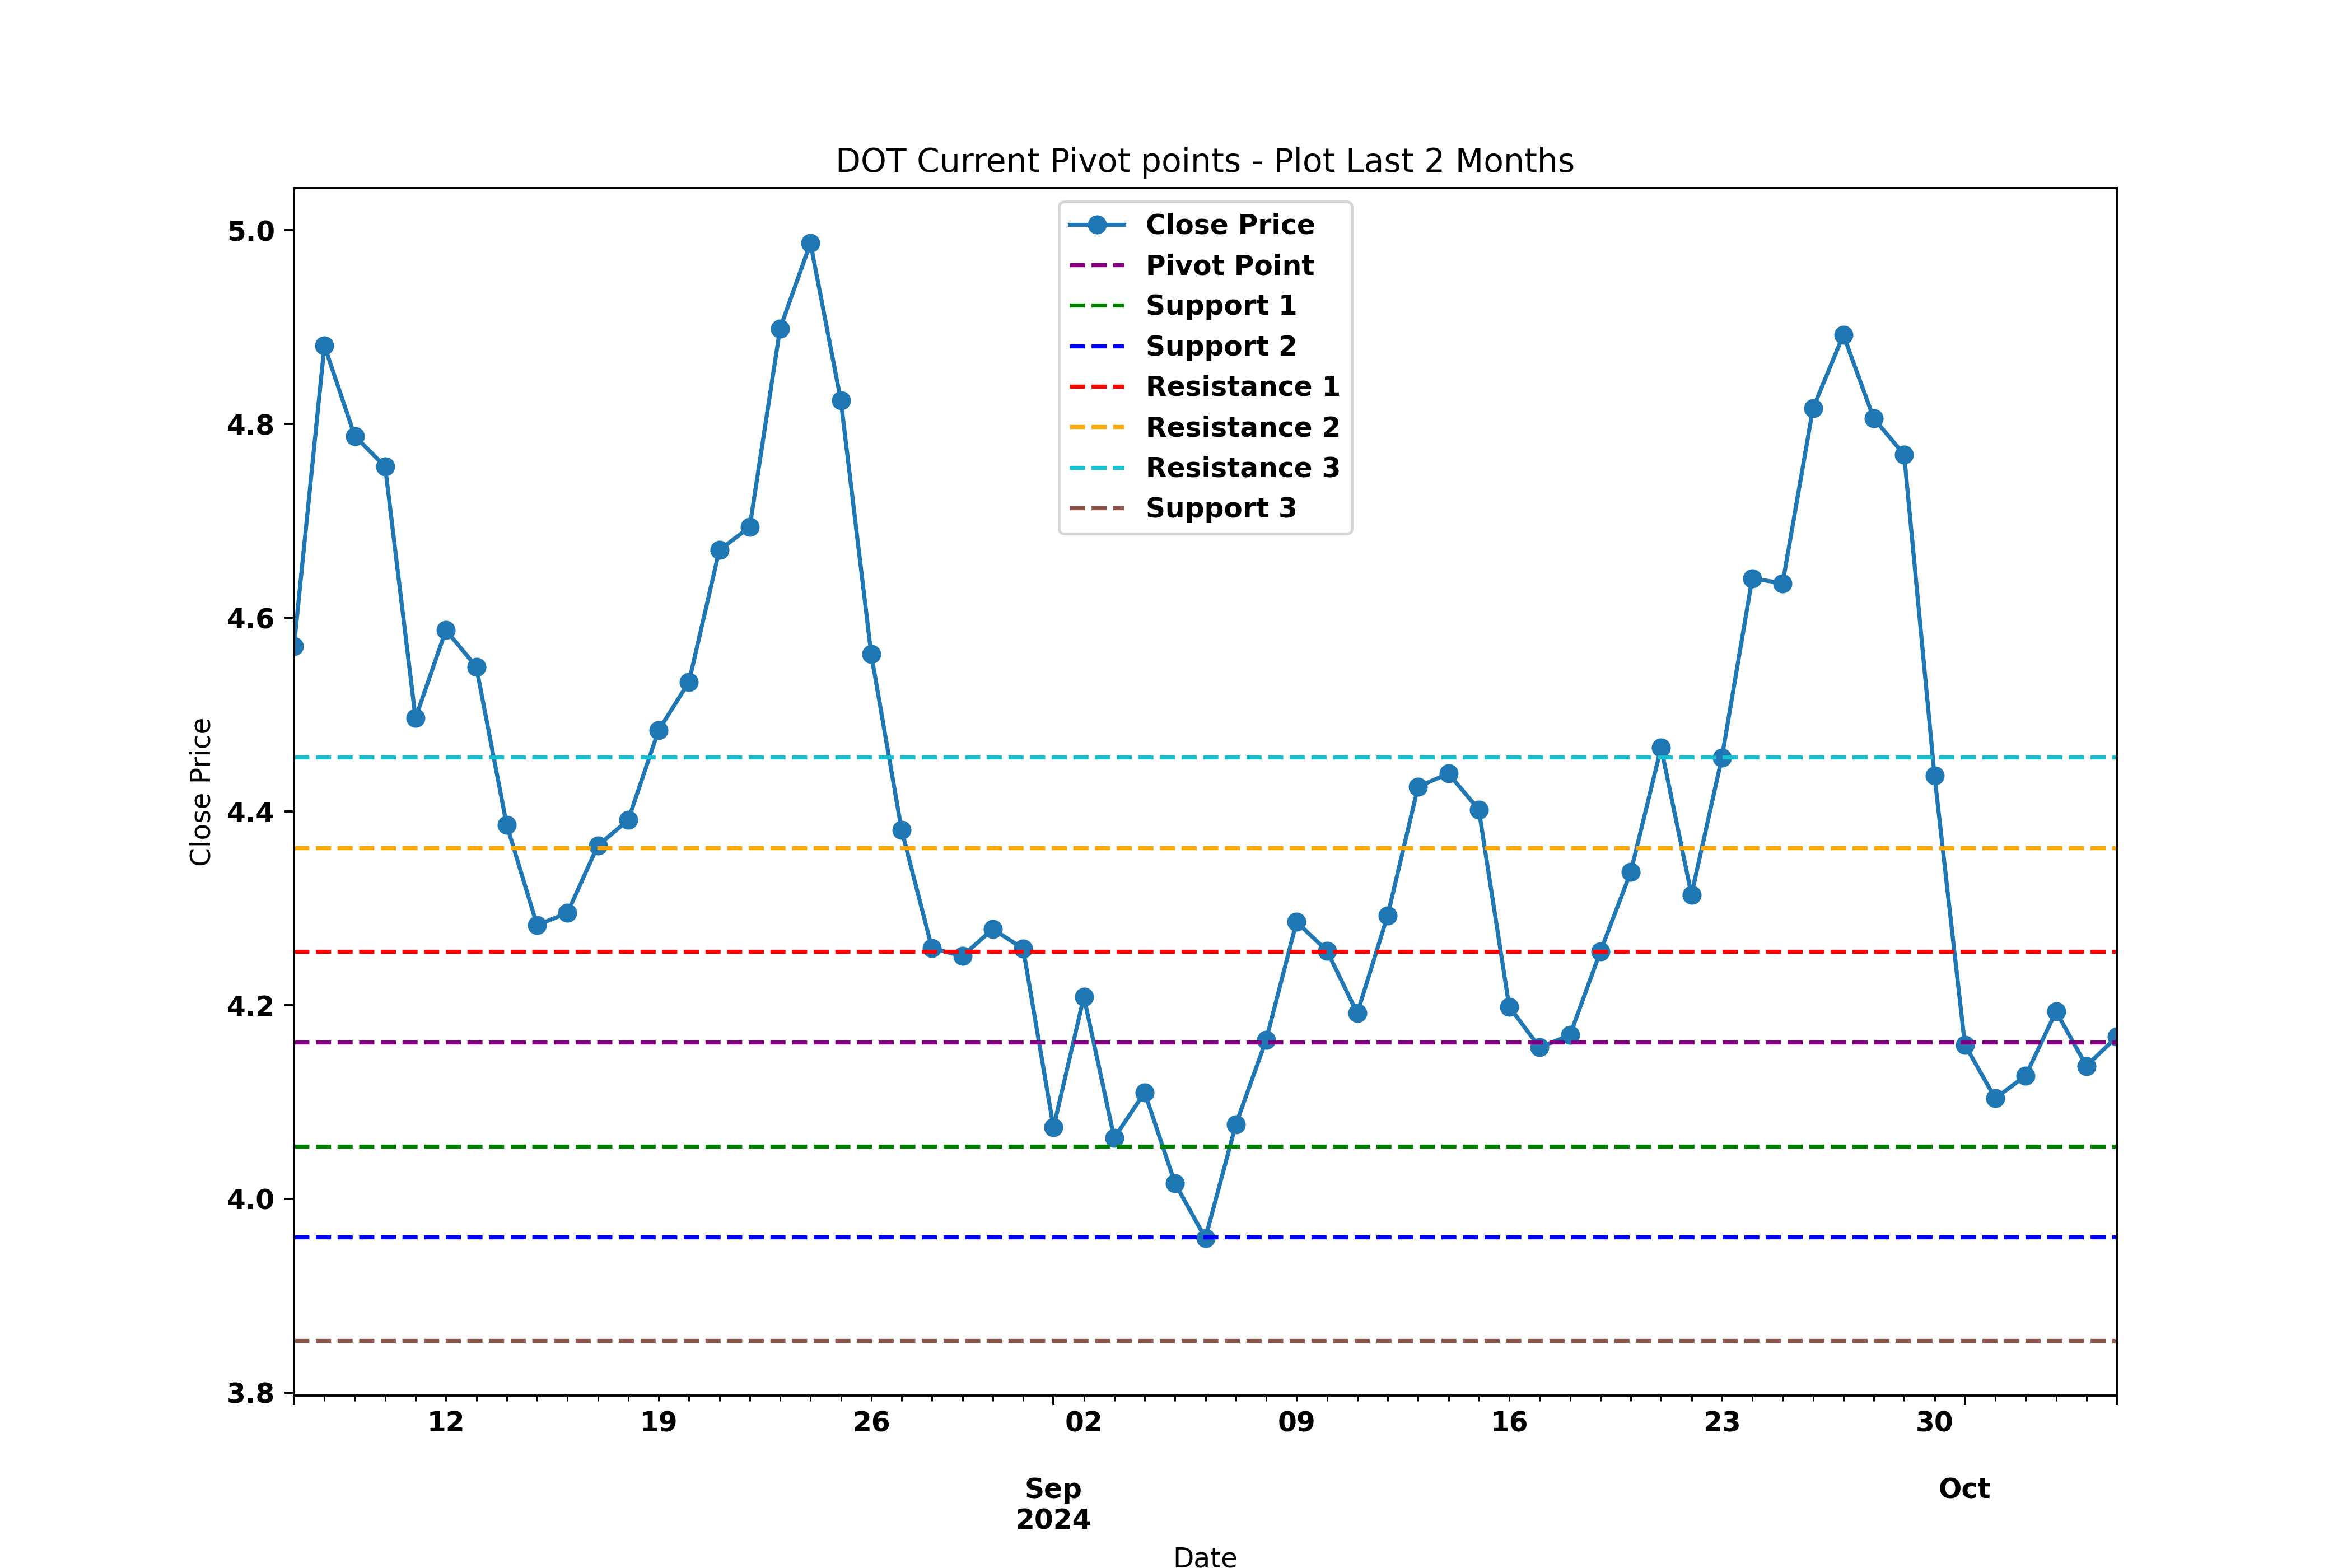 DOT Current Pivot points - Plot Last 2 Months
Close Price
Pivot Point
Support 1
Support 2
Resistance 1
Resistance 2
Resistance 3
Support 3
5.0
4.8
4.6
4.4
4.2
4.0
3.8
Close Price
12 19 26 02 09 16 23 30
Sep Oct
2024
Date